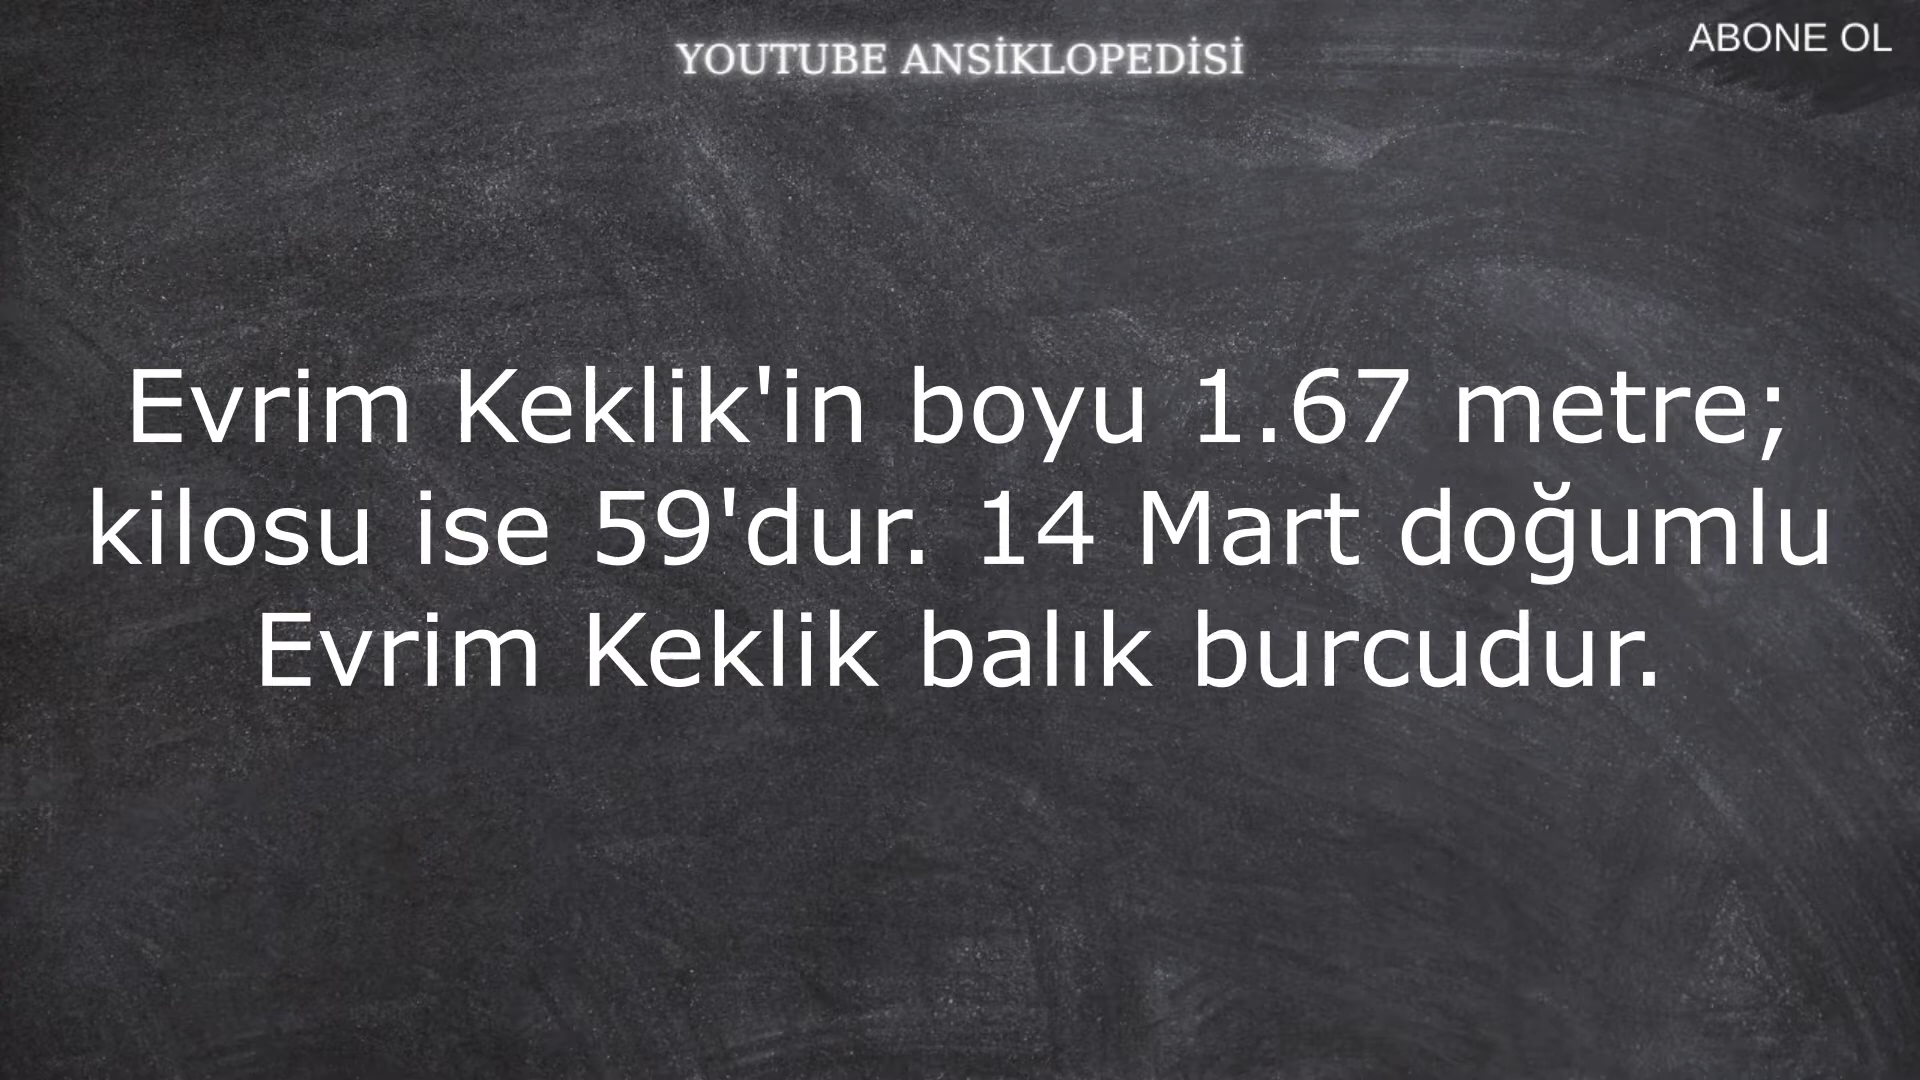 YOUTUBE ANSİKLOPEDİSİ
ABONE OL
Evrim Keklik'in boyu 1.67 metre;
kilosu ise 59'dur. 14 Mart doğumlu
Evrim Keklik balık burcudur.